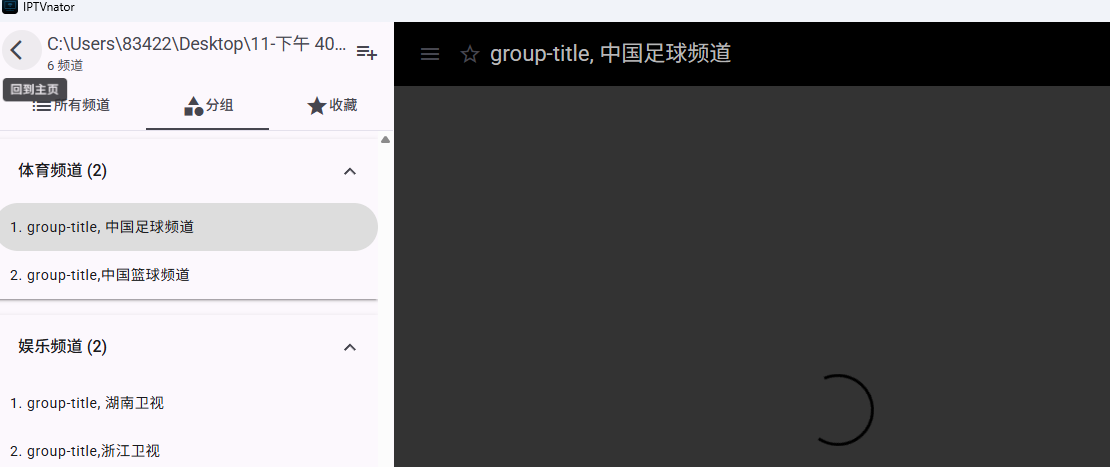 IPTVnator
C:\Users\83422\Desktop\11-下午 40...
6 频道
回到主页
所有频道
分组
收藏
体育频道 (2)
1. group-title, 中国足球频道
2. group-title,中国篮球频道
娱乐频道 (2)
1. group-title, 湖南卫视
2. group-title,浙江卫视
group-title, 中国足球频道